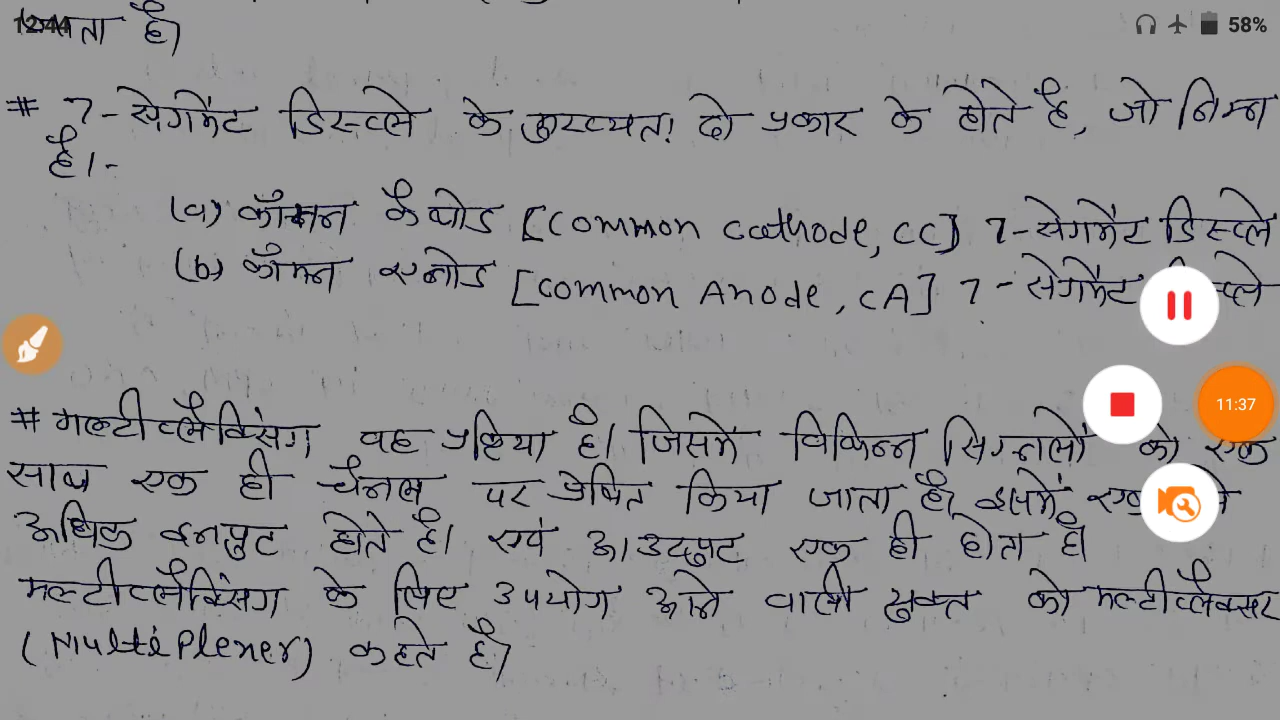 12:44 ता है। 58%
# 7-सेगमेंट डिस्प्ले के मुख्यतः दो प्रकार के होते है, जो निम्न
है।-
(a) कॉमन कैथोड [Common Cathode, CC] 7-सेगमेंट डिस्प्ले
(b) कॉमन एनोड [Common Anode, CA] 7-सेगमेंट प्ले
11:37
# मल्टीप्लैक्सिंग वह प्रक्रिया है। जिसमें विभिन्न सिग्नलों को एक
साथ एक ही चैनल पर प्रेषित किया जाता है। इसमें से
अधिक इनपुट होते है। एवं आउटपुट एक ही होता है।
मल्टीप्लैक्सिंग के लिए उपयोग आने वाली युक्त को मल्टीप्लैक्सर
(Multiplexer) कहते है।